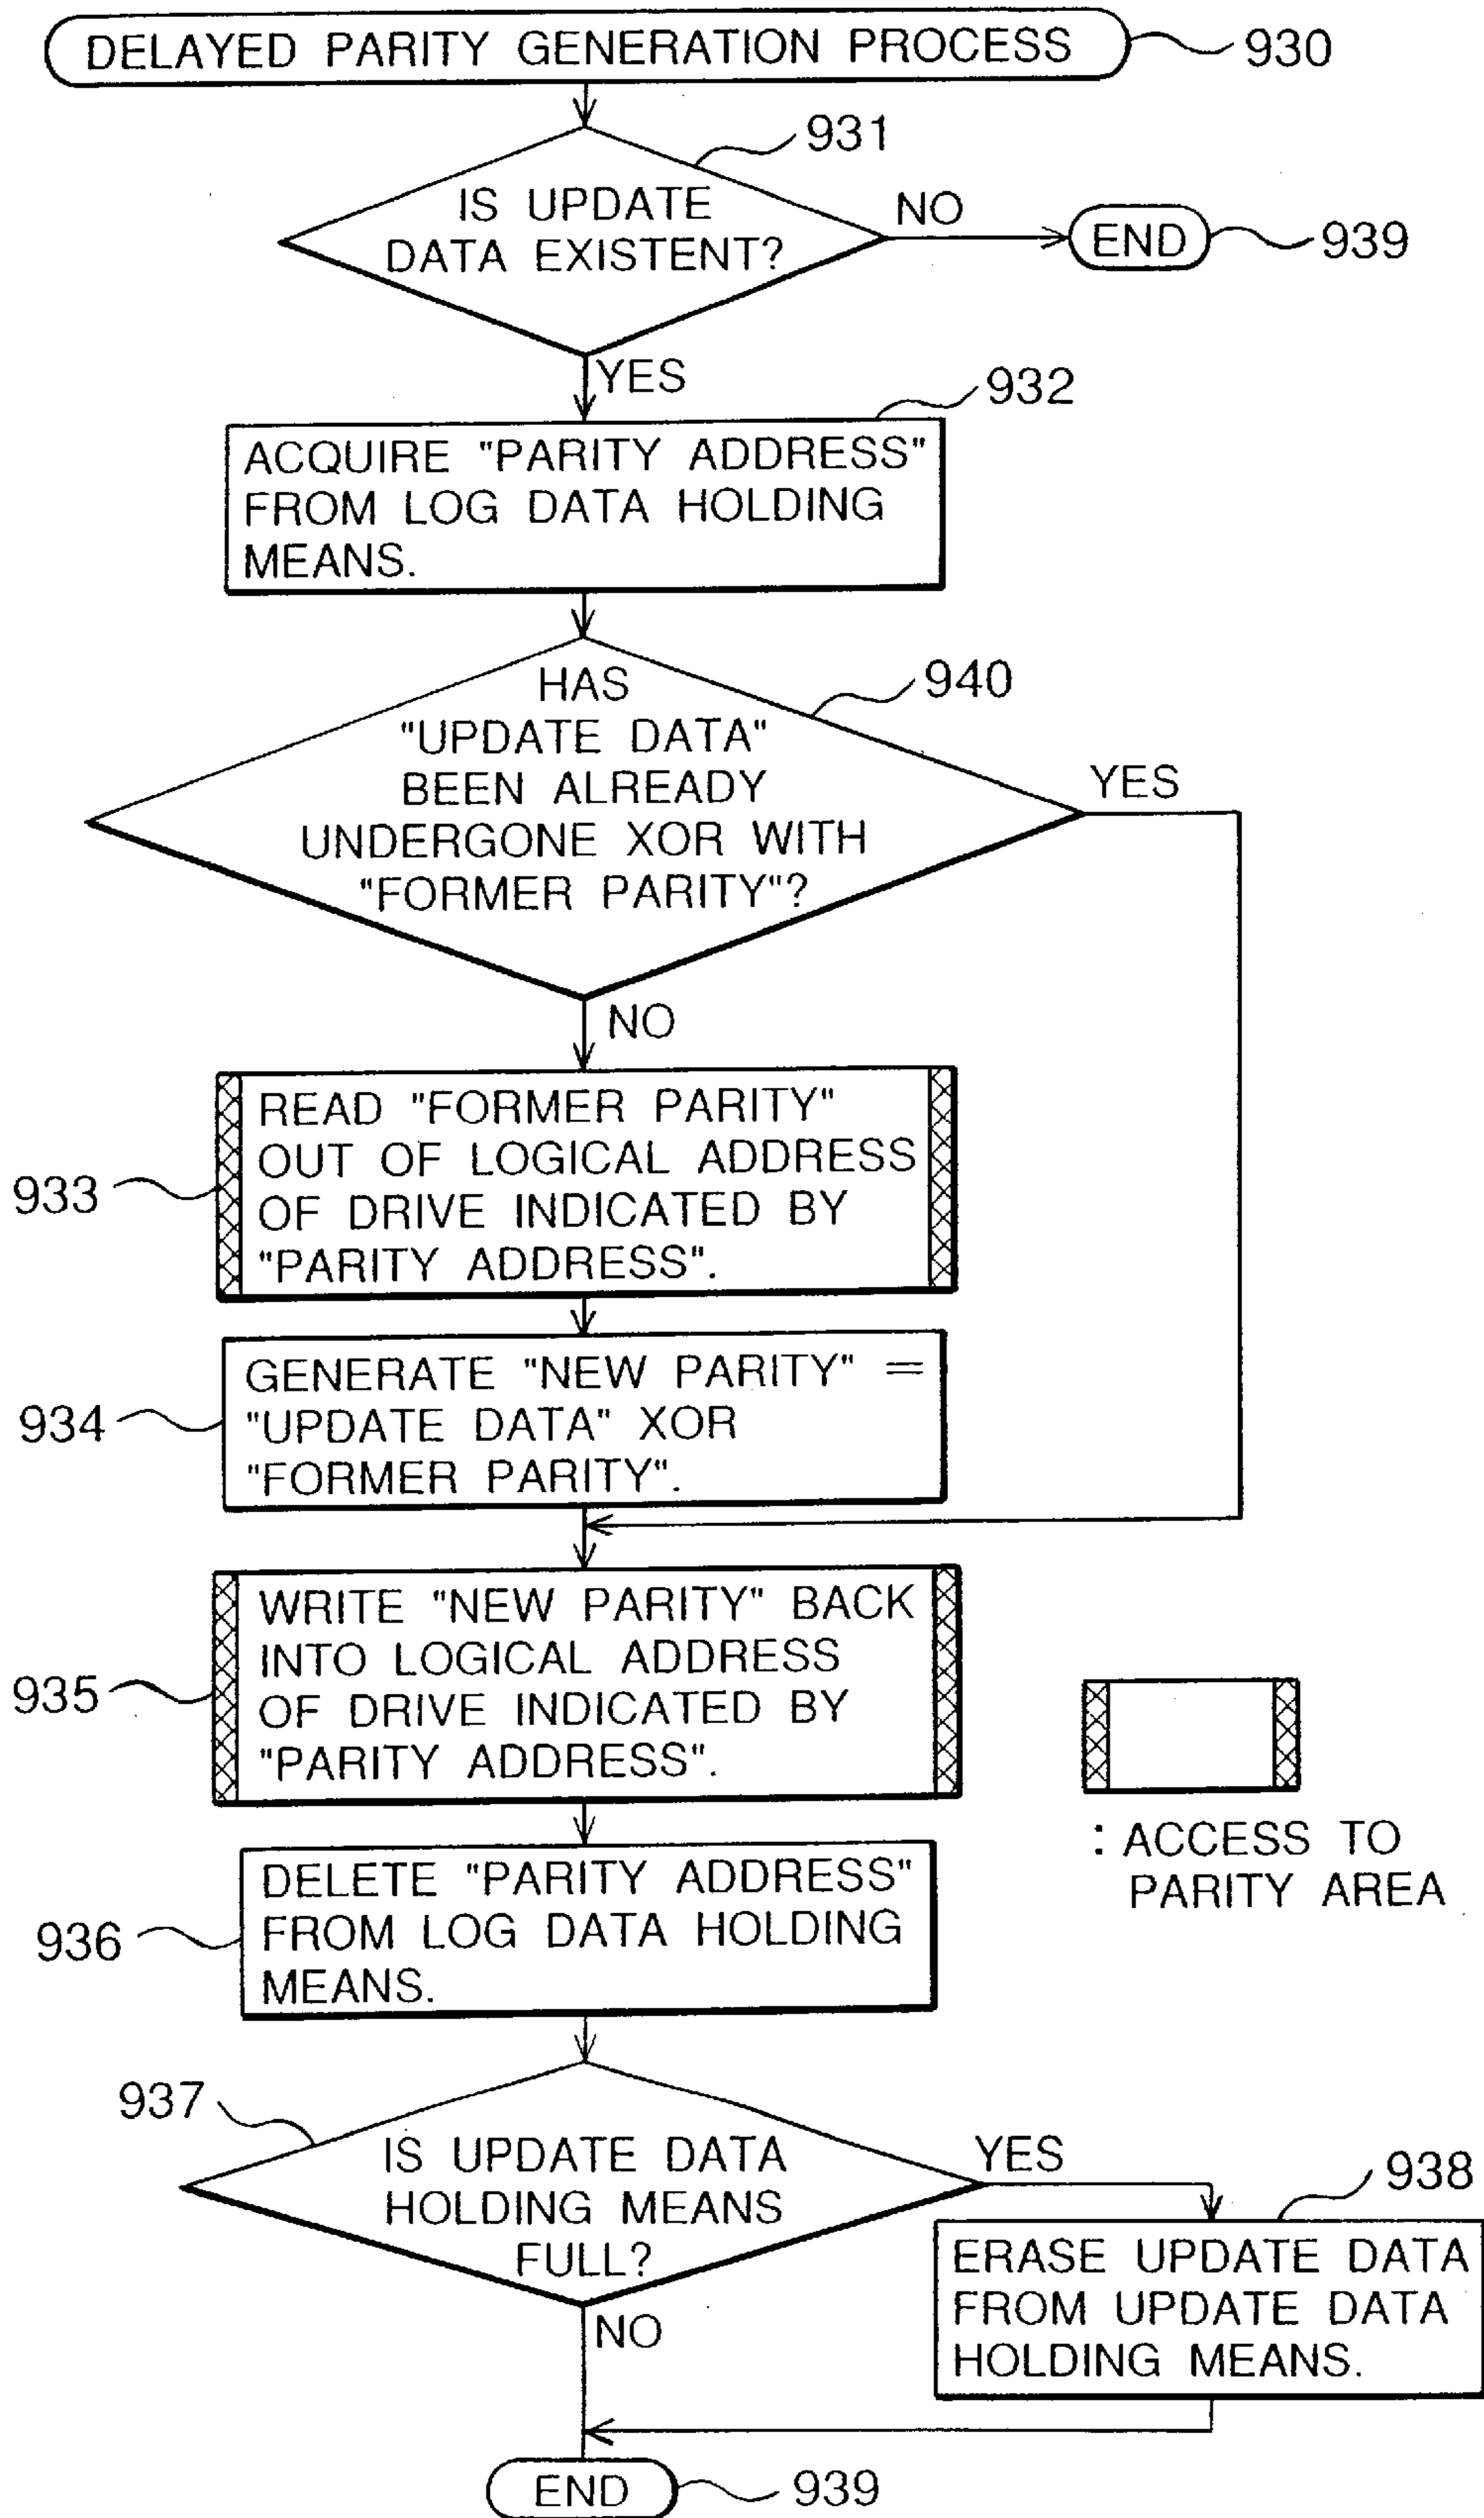 DELAYED PARITY GENERATION PROCESS
930
931
IS UPDATE
DATA EXISTENT?
NO
END
939
YES
932
ACQUIRE "PARITY ADDRESS"
FROM LOG DATA HOLDING
MEANS.
HAS
"UPDATE DATA"
BEEN ALREADY
UNDERGONE XOR WITH
"FORMER PARITY"?
940
YES
NO
933
READ "FORMER PARITY"
OUT OF LOGICAL ADDRESS
OF DRIVE INDICATED BY
"PARITY ADDRESS".
934
GENERATE "NEW PARITY" =
"UPDATE DATA" XOR
"FORMER PARITY".
935
WRITE "NEW PARITY" BACK
INTO LOGICAL ADDRESS
OF DRIVE INDICATED BY
"PARITY ADDRESS".
: ACCESS TO
PARITY AREA
936
DELETE "PARITY ADDRESS"
FROM LOG DATA HOLDING
MEANS.
937
IS UPDATE DATA
HOLDING MEANS
FULL?
YES
938
ERASE UPDATE DATA
FROM UPDATE DATA
HOLDING MEANS.
NO
END
939